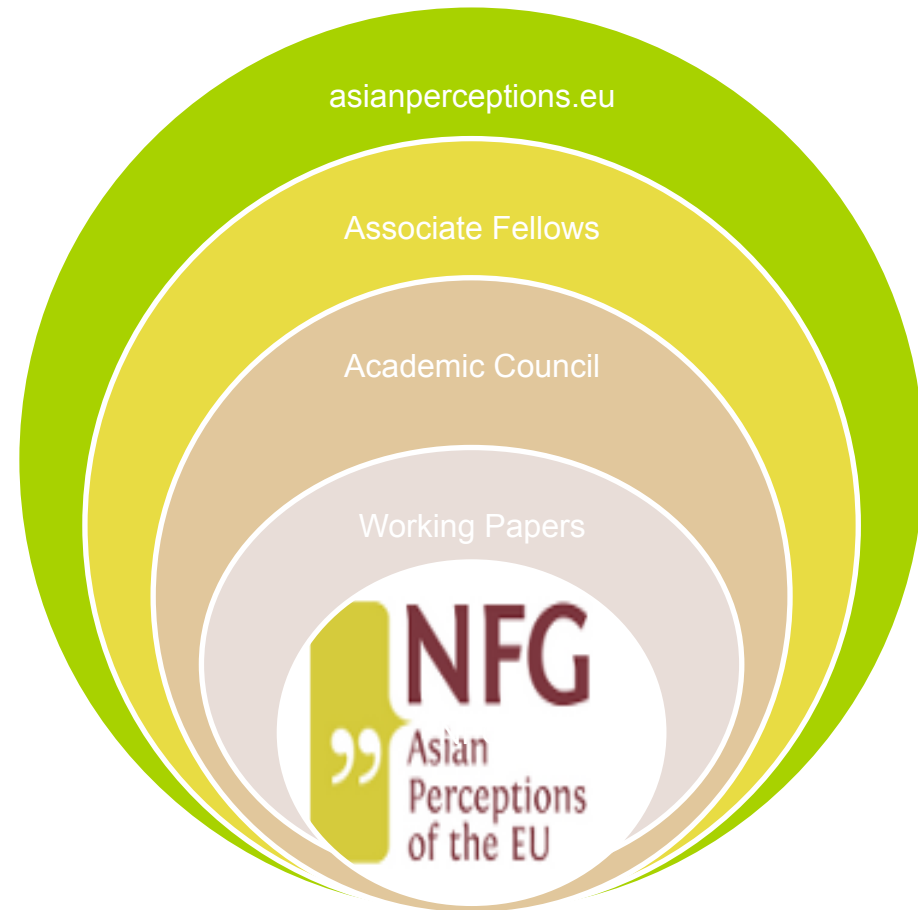 asianperceptions.eu
Associate Fellows
Academic Council
Working Papers
NFG
”
Asian
Perceptions
of the EU